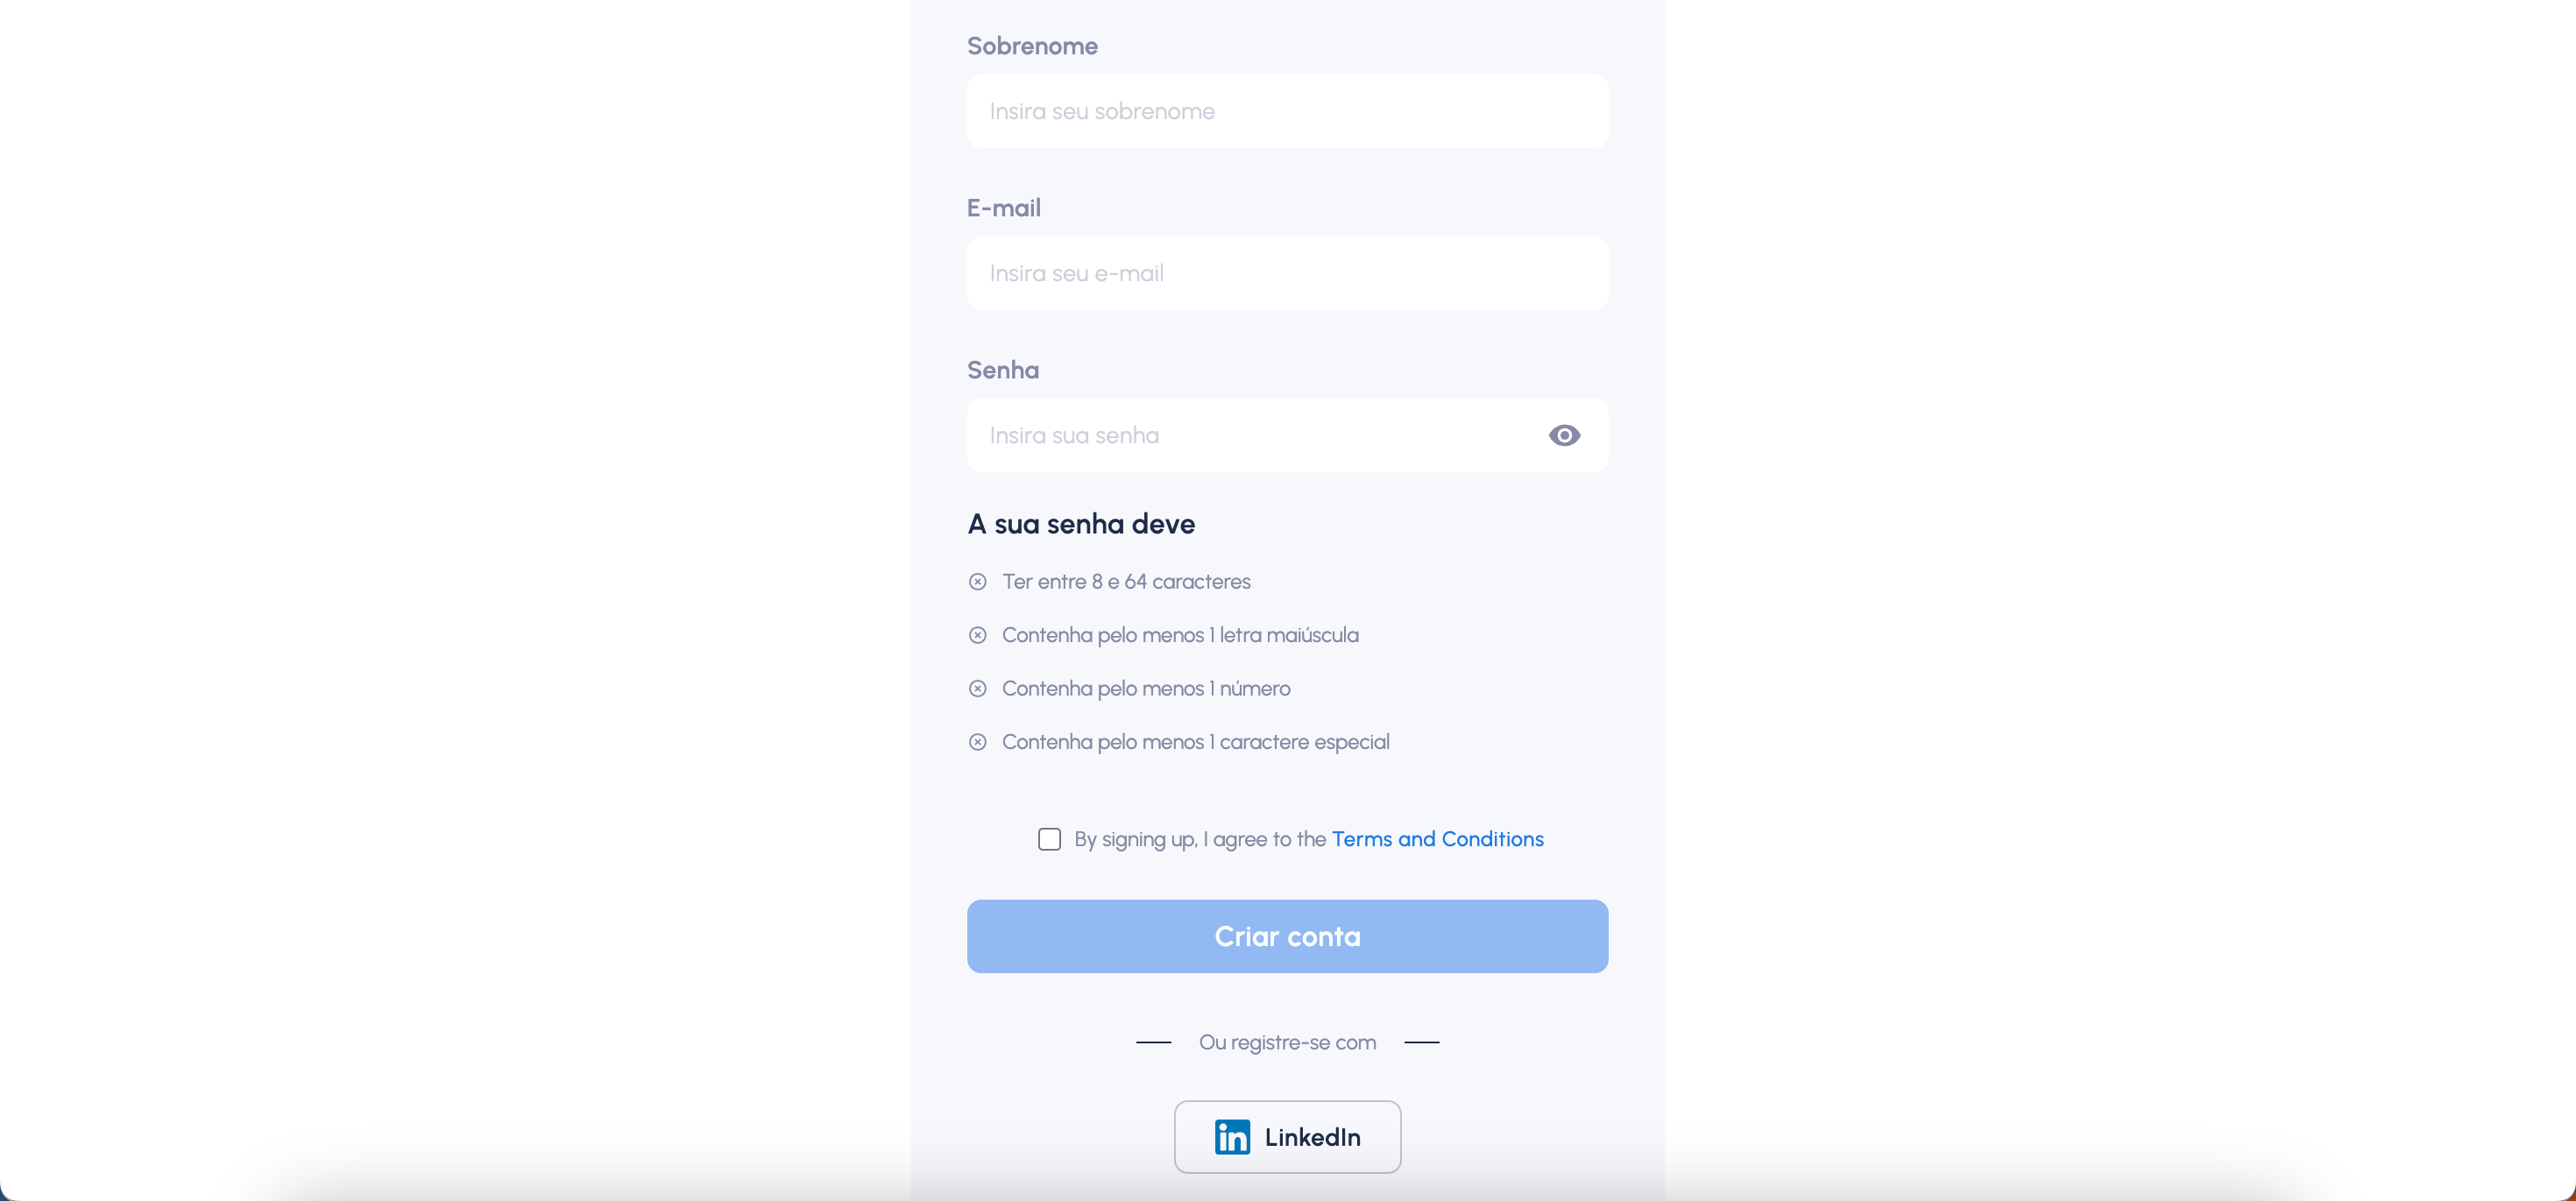 Sobrenome
Insira seu sobrenome
E-mail
Insira seu e-mail
Senha
Insira sua senha
A sua senha deve
Ter entre 8 e 64 caracteres
Contenha pelo menos 1 letra maiúscula
Contenha pelo menos 1 número
Contenha pelo menos 1 caractere especial
By signing up, I agree to the Terms and Conditions
Criar conta
Ou registre-se com
in LinkedIn